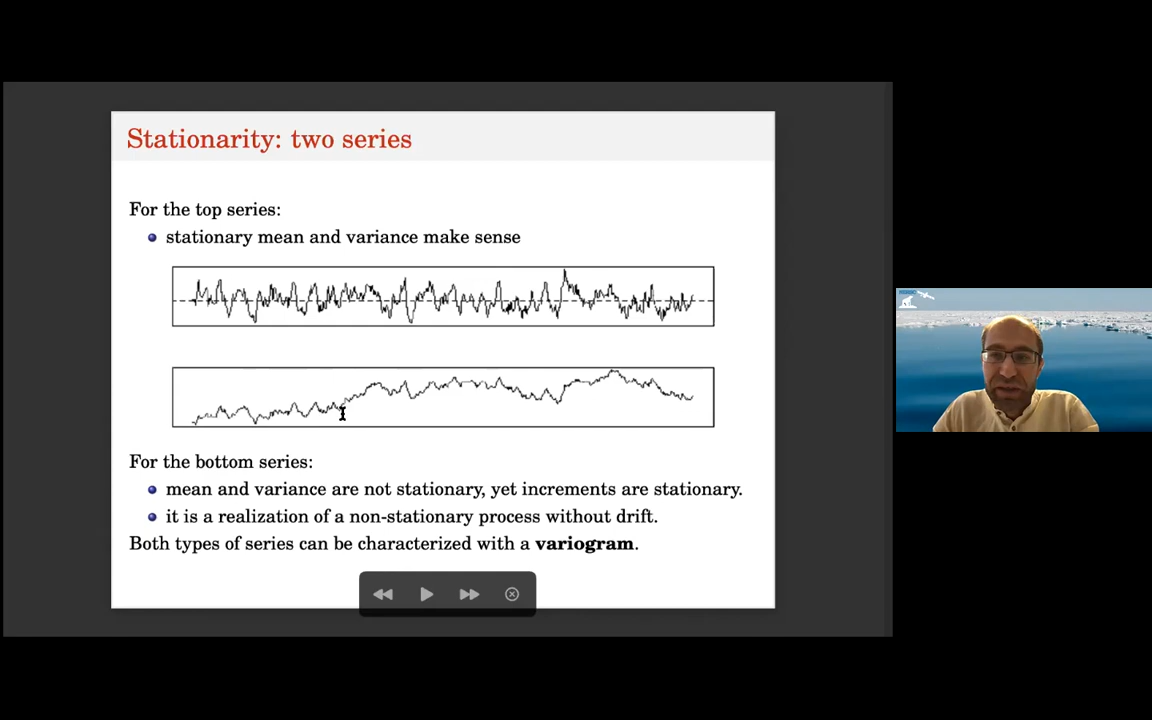 Stationarity: two series
For the top series:
stationary mean and variance make sense
For the bottom series:
mean and variance are not stationary, yet increments are stationary.
it is a realization of a non-stationary process without drift.
Both types of series can be characterized with a variogram.